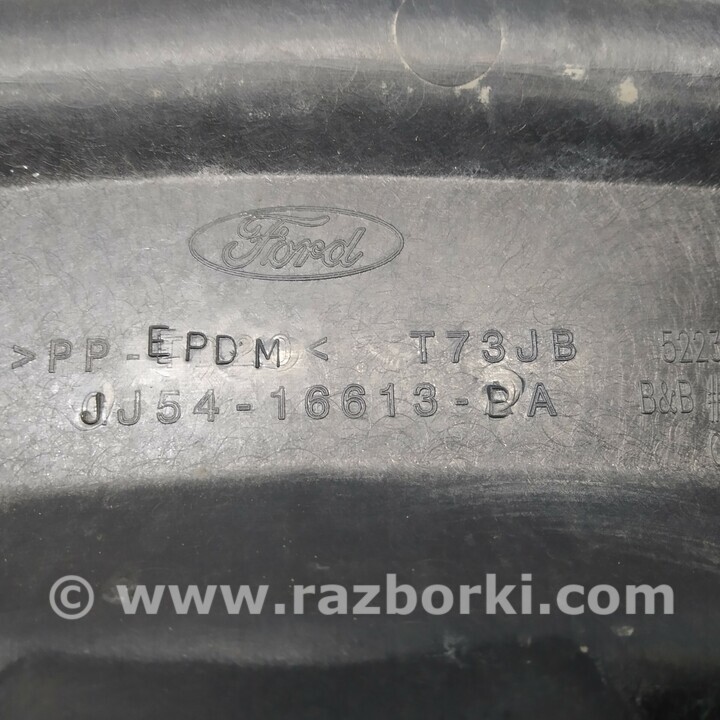 Ford
>PP-EPDM< T73JB
JJ54-16613-BA B&B
© www.razborki.com